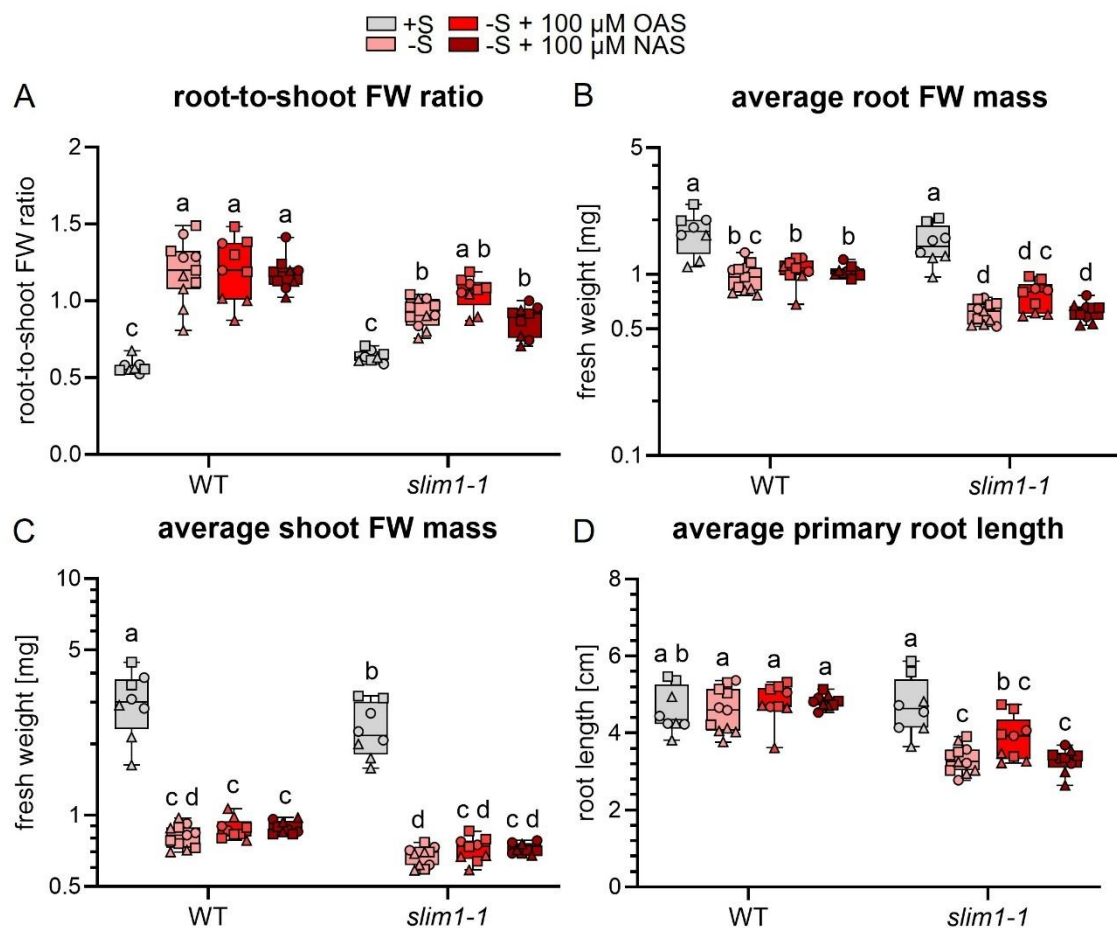 +S -S + 100 µM OAS
-S -S + 100 µM NAS
A root-to-shoot FW ratio
root-to-shoot FW ratio
2
1.5
1.0
0.5
0.0
c a a a c b a b b
WT slim1-1
B average root FW mass
fresh weight [mg]
5
1
0.5
0.1
a b c b b a d d c d
WT slim1-1
C average shoot FW mass
fresh weight [mg]
10
5
1
0.5
a c d c c b d c d c d
WT slim1-1
D average primary root length
root length [cm]
8
6
4
2
0
a b a a a a c b c c
WT slim1-1